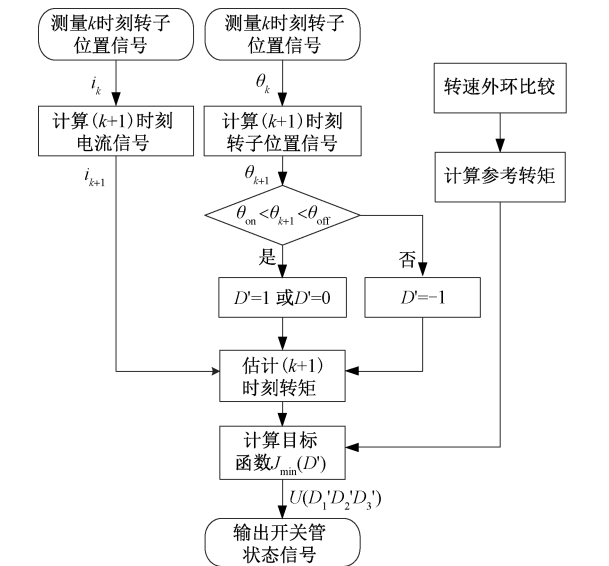 测量k时刻转子
位置信号
测量k时刻转子
位置信号
i_k
θ_k
转速外环比较
计算(k+1)时刻
电流信号
计算(k+1)时刻
转子位置信号
计算参考转矩
i_{k+1}
θ_{k+1}
θ_on<θ_{k+1}<θ_off
是
否
D'=1 或D'=0
D'=-1
估计(k+1)
时刻转矩
计算目标
函数J_min(D')
U(D_1'D_2'D_3')
输出开关管
状态信号